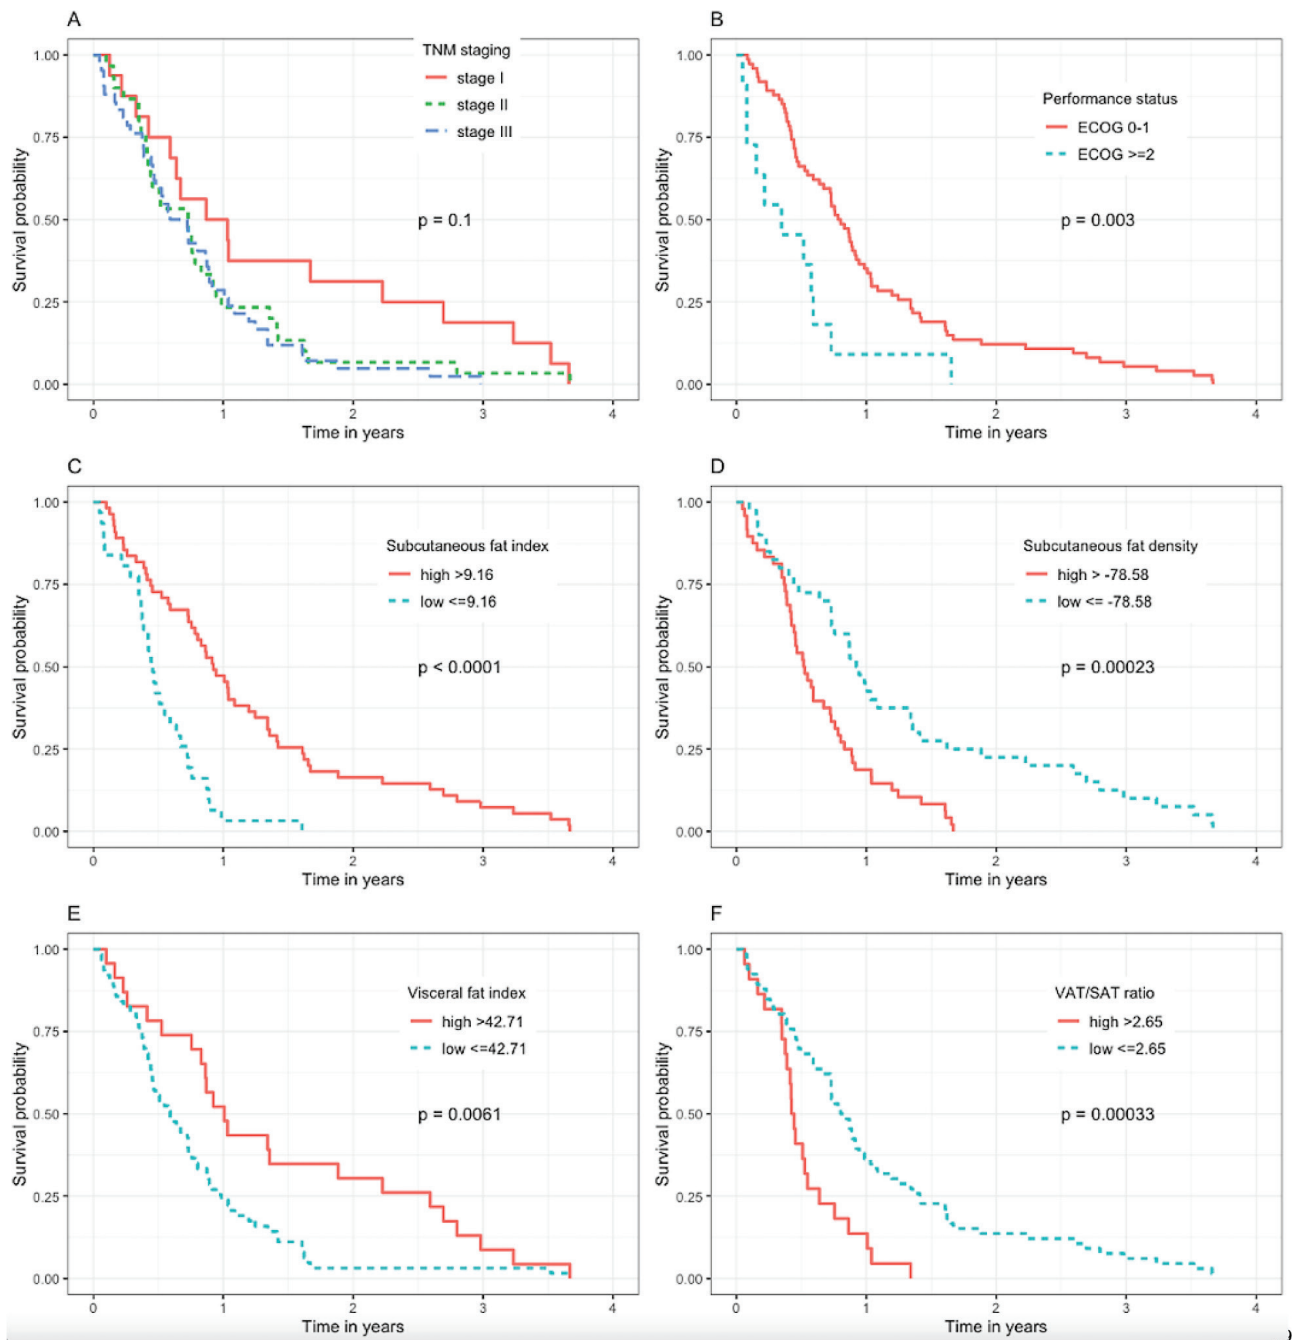 A
TNM staging
stage I
stage II
stage III
p = 0.1
Survival probability
1.00
0.75
0.50
0.25
0.00
0 1 2 3 4
Time in years
B
Performance status
ECOG 0-1
ECOG >=2
p = 0.003
Survival probability
1.00
0.75
0.50
0.25
0.00
0 1 2 3 4
Time in years
C
Subcutaneous fat index
high >9.16
low <=9.16
p < 0.0001
Survival probability
1.00
0.75
0.50
0.25
0.00
0 1 2 3 4
Time in years
D
Subcutaneous fat density
high > -78.58
low <= -78.58
p = 0.00023
Survival probability
1.00
0.75
0.50
0.25
0.00
0 1 2 3 4
Time in years
E
Visceral fat index
high >42.71
low <=42.71
p = 0.0061
Survival probability
1.00
0.75
0.50
0.25
0.00
0 1 2 3 4
Time in years
F
VAT/SAT ratio
high >2.65
low <=2.65
p = 0.00033
Survival probability
1.00
0.75
0.50
0.25
0.00
0 1 2 3 4
Time in years